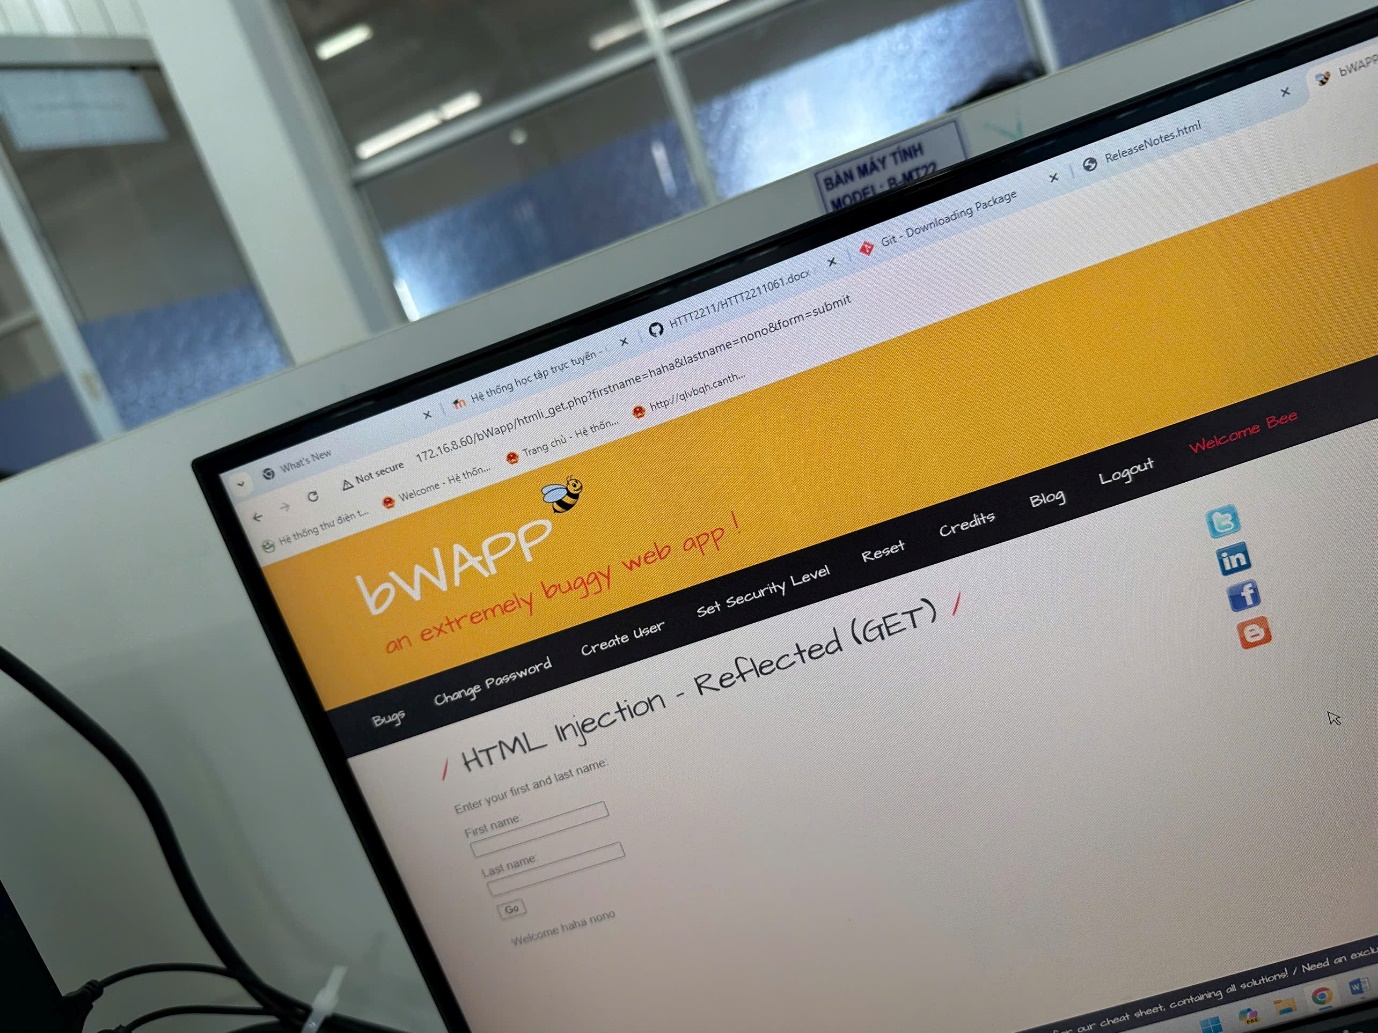 BÀN MÁY TÍNH
MODEL: B-MT22
What's New
Hệ thống học tập trực tuyến -
HTTT2211/HTTT2211061.docx
Git - Downloading Package
ReleaseNotes.html
bWAPP
Not secure
172.16.8.60/bWapp/htmli_get.php?firstname=haha&lastname=nono&form=submit
Hệ thống thư điện t...
Welcome - Hệ thốn...
Trang chủ - Hệ thốn...
http://qlvbqh.canth...
bWAPP
an extremely buggy web app !
Bugs
Change Password
Create User
Set Security Level
Reset
Credits
Blog
Logout
Welcome Bee
/ HTML Injection - Reflected (GET) /
Enter your first and last name:
First name:
Last name:
Go
Welcome haha nono
for our cheat sheet, containing all solutions! / Need an